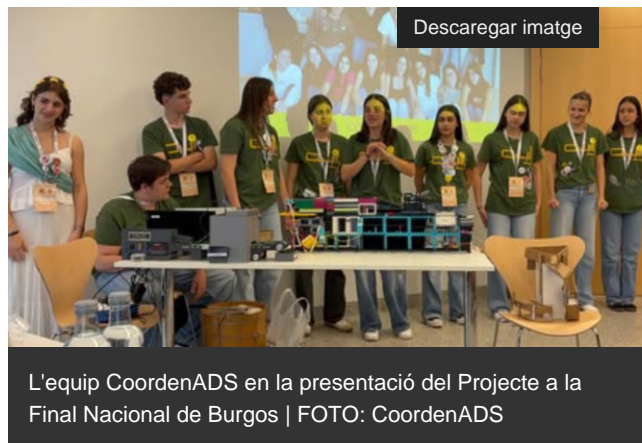 Descaregar imatge
L'equip CoordenADS en la presentació del Projecte a la
Final Nacional de Burgos | FOTO: CoordenADS